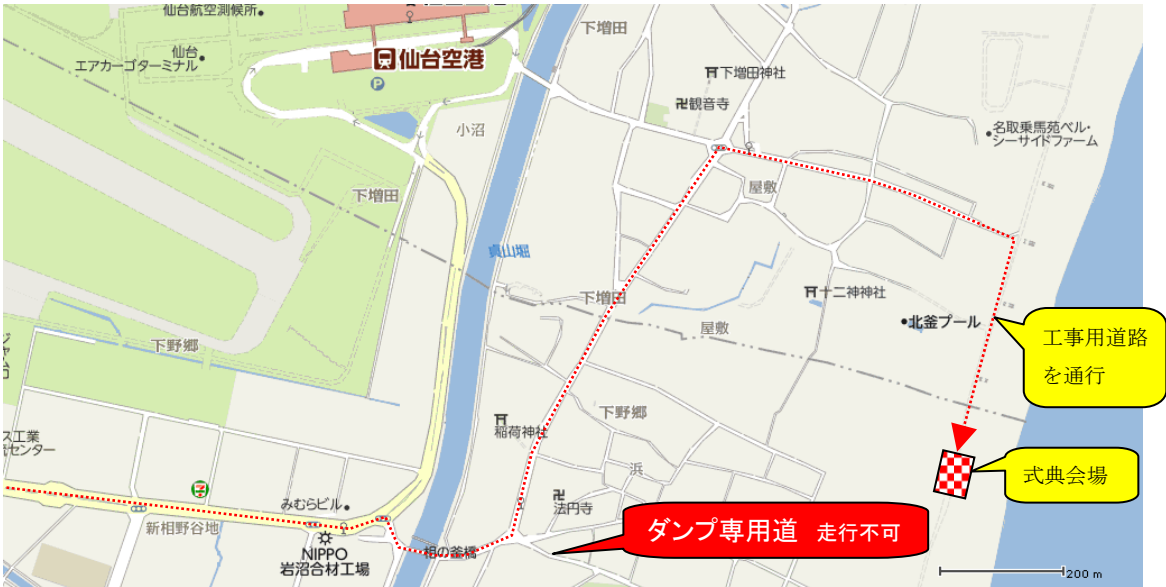 仙台航空測候所
下増田
仙台
エアカーゴターミナル
仙台空港
P
下増田神社
観音寺
小沼
名取乗馬苑ベル・
シーサイドファーム
下増田
屋敷
貞山堀
下増田
十二神神社
屋敷
北釜プール
工事用道路
を通行
下野郷
下野郷
稲荷神社
ス工業
センター
浜
式典会場
みむらビル
法円寺
新相野谷地
ダンプ専用道 走行不可
相の釜橋
NIPPO
岩沼合材工場
200 m